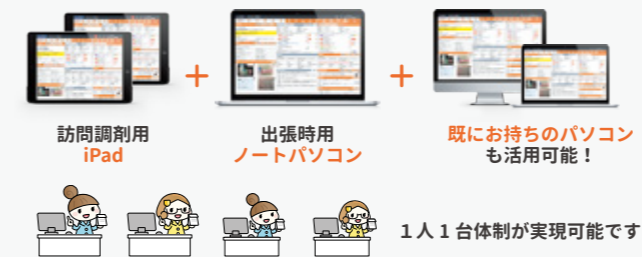 訪問調剤用
iPad
+
出張時用
ノートパソコン
+
既にお持ちのパソコン
も活用可能！
1人1台体制が実現可能です